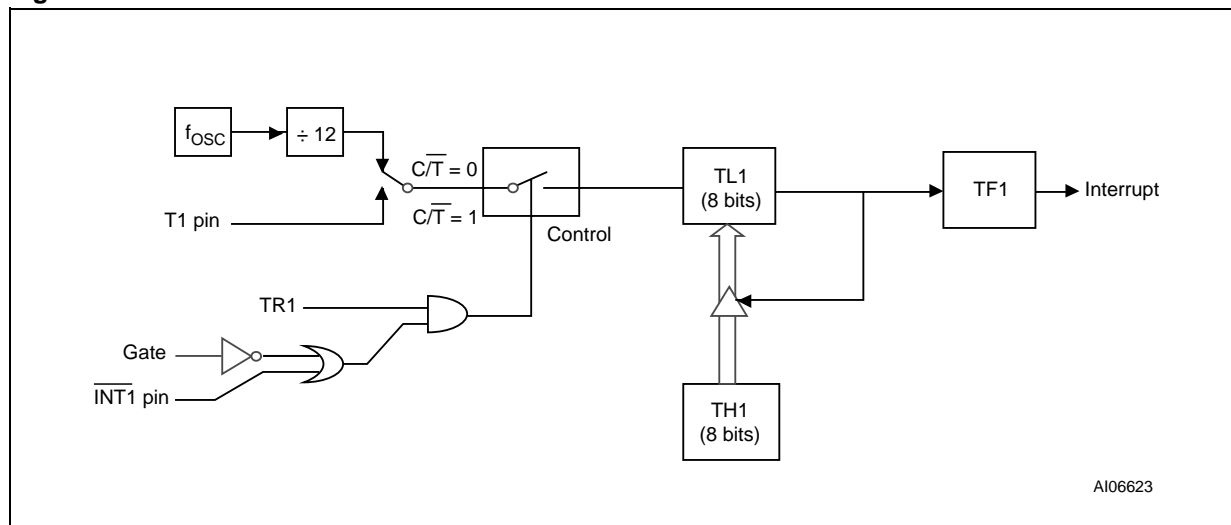 fOSC
÷ 12
C/T̅ = 0
T1 pin
C/T̅ = 1
Control
TL1
(8 bits)
TF1
Interrupt
TR1
Gate
I̅N̅T̅1̅ pin
TH1
(8 bits)
AI06623